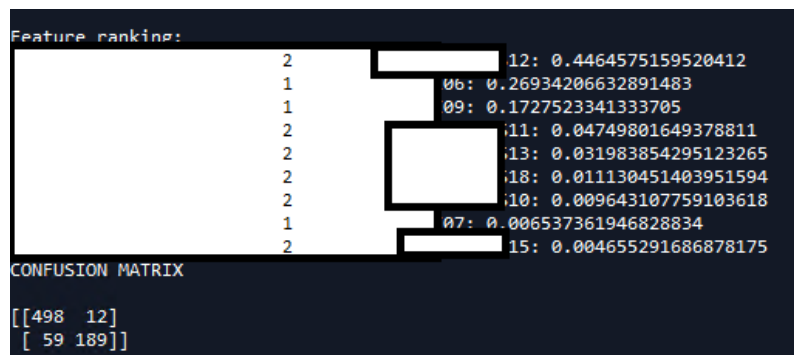 Feature ranking:
2 12: 0.4464575159520412
1 06: 0.26934206632891483
1 09: 0.1727523341333705
2 11: 0.04749801649378811
2 13: 0.031983854295123265
2 18: 0.011130451403951594
2 10: 0.009643107759103618
1 07: 0.006537361946828834
2 15: 0.004655291686878175
CONFUSION MATRIX
[[498 12]
[ 59 189]]